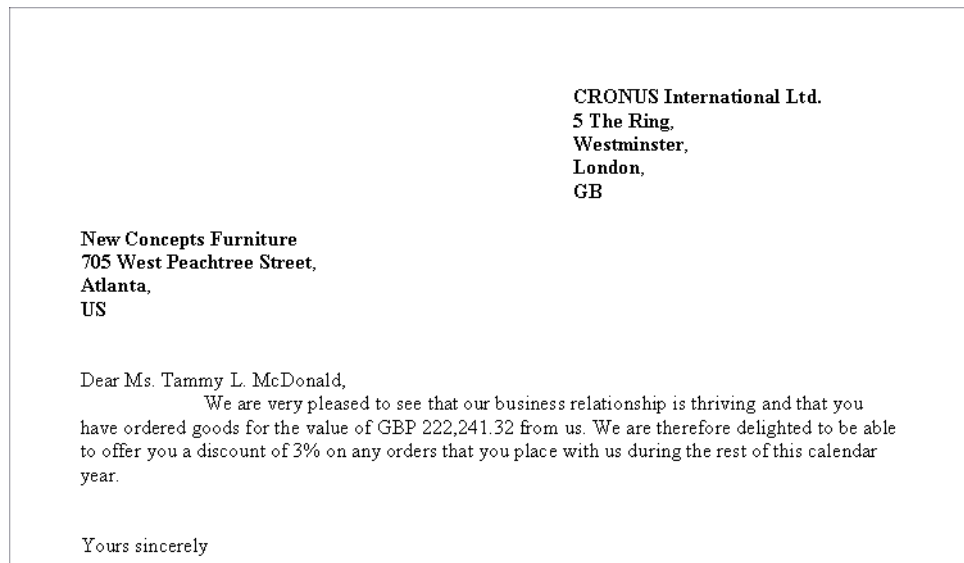 CRONUS International Ltd.
5 The Ring,
Westminster,
London,
GB
New Concepts Furniture
705 West Peachtree Street,
Atlanta,
US
Dear Ms. Tammy L. McDonald,
We are very pleased to see that our business relationship is thriving and that you
have ordered goods for the value of GBP 222,241.32 from us. We are therefore delighted to be able
to offer you a discount of 3% on any orders that you place with us during the rest of this calendar
year.
Yours sincerely